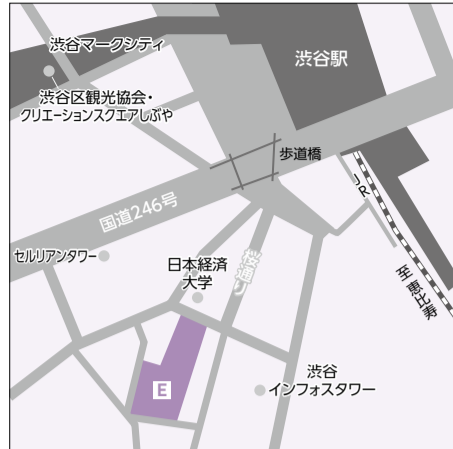 渋谷マークシティ
渋谷駅
渋谷区観光協会・
クリエーションスクエアしぶや
歩道橋
JR
国道246号
セルリアンタワー
日本経済
大学
桜通り
至恵比寿
E
渋谷
インフォスタワー